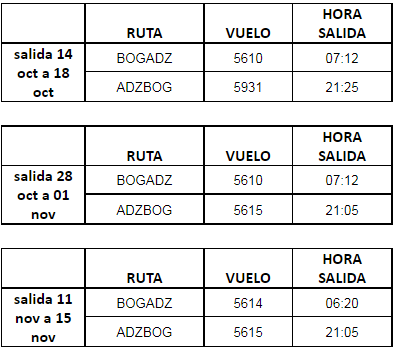 RUTA VUELO HORA SALIDA
salida 14 oct a 18 oct
BOGADZ 5610 07:12
ADZBOG 5931 21:25
RUTA VUELO HORA SALIDA
salida 28 oct a 01 nov
BOGADZ 5610 07:12
ADZBOG 5615 21:05
RUTA VUELO HORA SALIDA
salida 11 nov a 15 nov
BOGADZ 5614 06:20
ADZBOG 5615 21:05